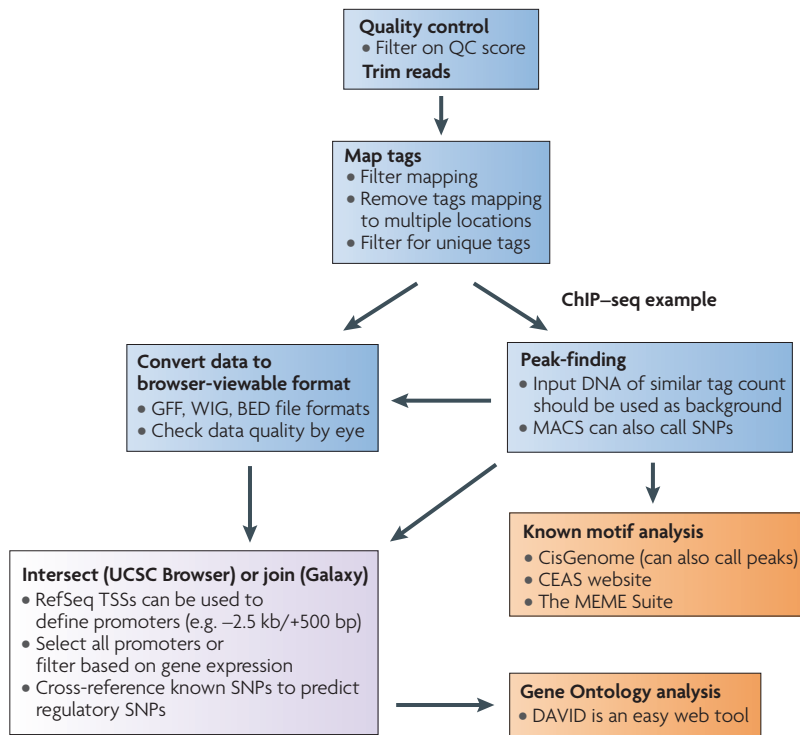 Quality control
• Filter on QC score
Trim reads
Map tags
• Filter mapping
• Remove tags mapping
to multiple locations
• Filter for unique tags
ChIP–seq example
Convert data to
browser-viewable format
• GFF, WIG, BED file formats
• Check data quality by eye
Peak-finding
• Input DNA of similar tag count
should be used as background
• MACS can also call SNPs
Known motif analysis
• CisGenome (can also call peaks)
• CEAS website
• The MEME Suite
Intersect (UCSC Browser) or join (Galaxy)
• RefSeq TSSs can be used to
define promoters (e.g. –2.5 kb/+500 bp)
• Select all promoters or
filter based on gene expression
• Cross-reference known SNPs to predict
regulatory SNPs
Gene Ontology analysis
• DAVID is an easy web tool